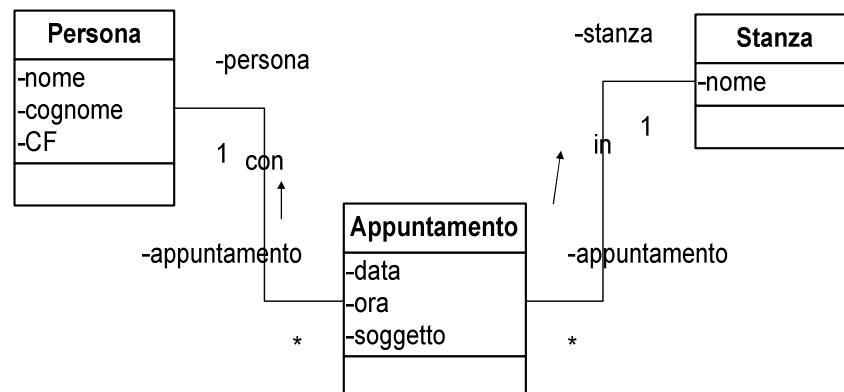 Persona
-nome
-cognome
-CF
-persona
1
con
-appuntamento
*
Appuntamento
-data
-ora
-soggetto
-stanza
1
in
-appuntamento
*
Stanza
-nome